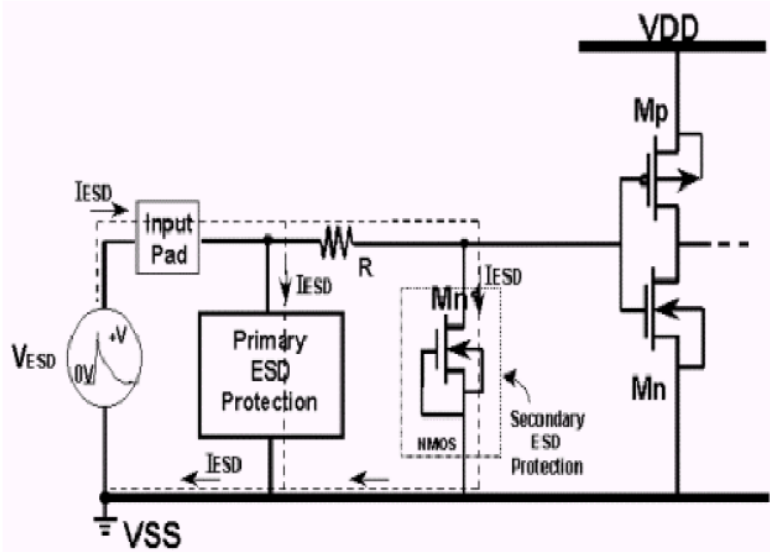 VDD
Mp
IESD
Input
Pad
R
IESD
Mn
IESD
VESD
+V
0V
Primary
ESD
Protection
Mn
Secondary
ESD
Protection
NMOS
IESD
VSS